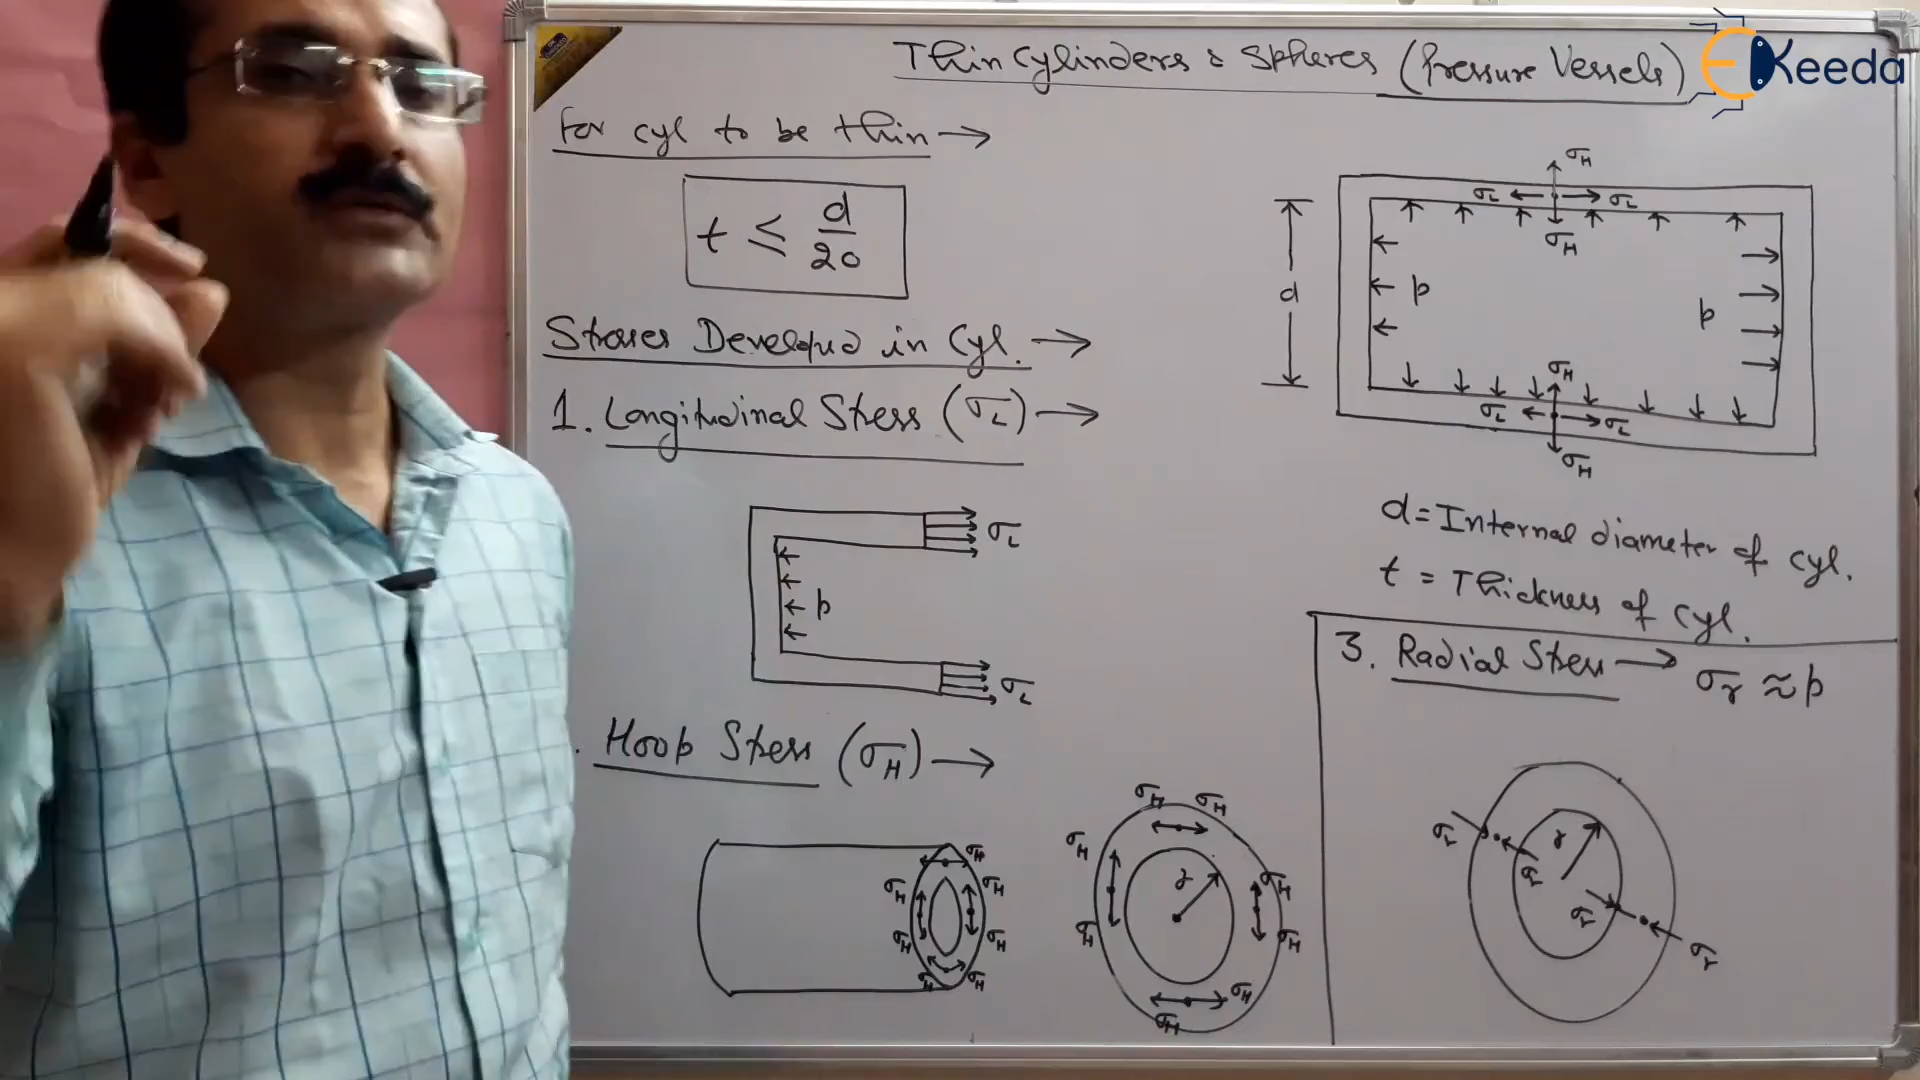 Thin Cylinders & Spheres (Pressure Vessels)
EKeeda
for cyl to be thin →
t ≤ d/20
Stresses Developed in Cyl. →
1. Longitudinal Stress (σL) →
σL
p
σL
. Hoop Stress (σH) →
σH
σH
σH
σH
σH
σH
σH
σH σH
σH
σH
σH
σH
σH
σH
r
σH
σL σL
σH
d
p
p
σH
σL σL
σH
d = Internal diameter of cyl.
t = Thickness of cyl.
3. Radial Stress → σr ≈ p
σr
σr
r
σr
σr